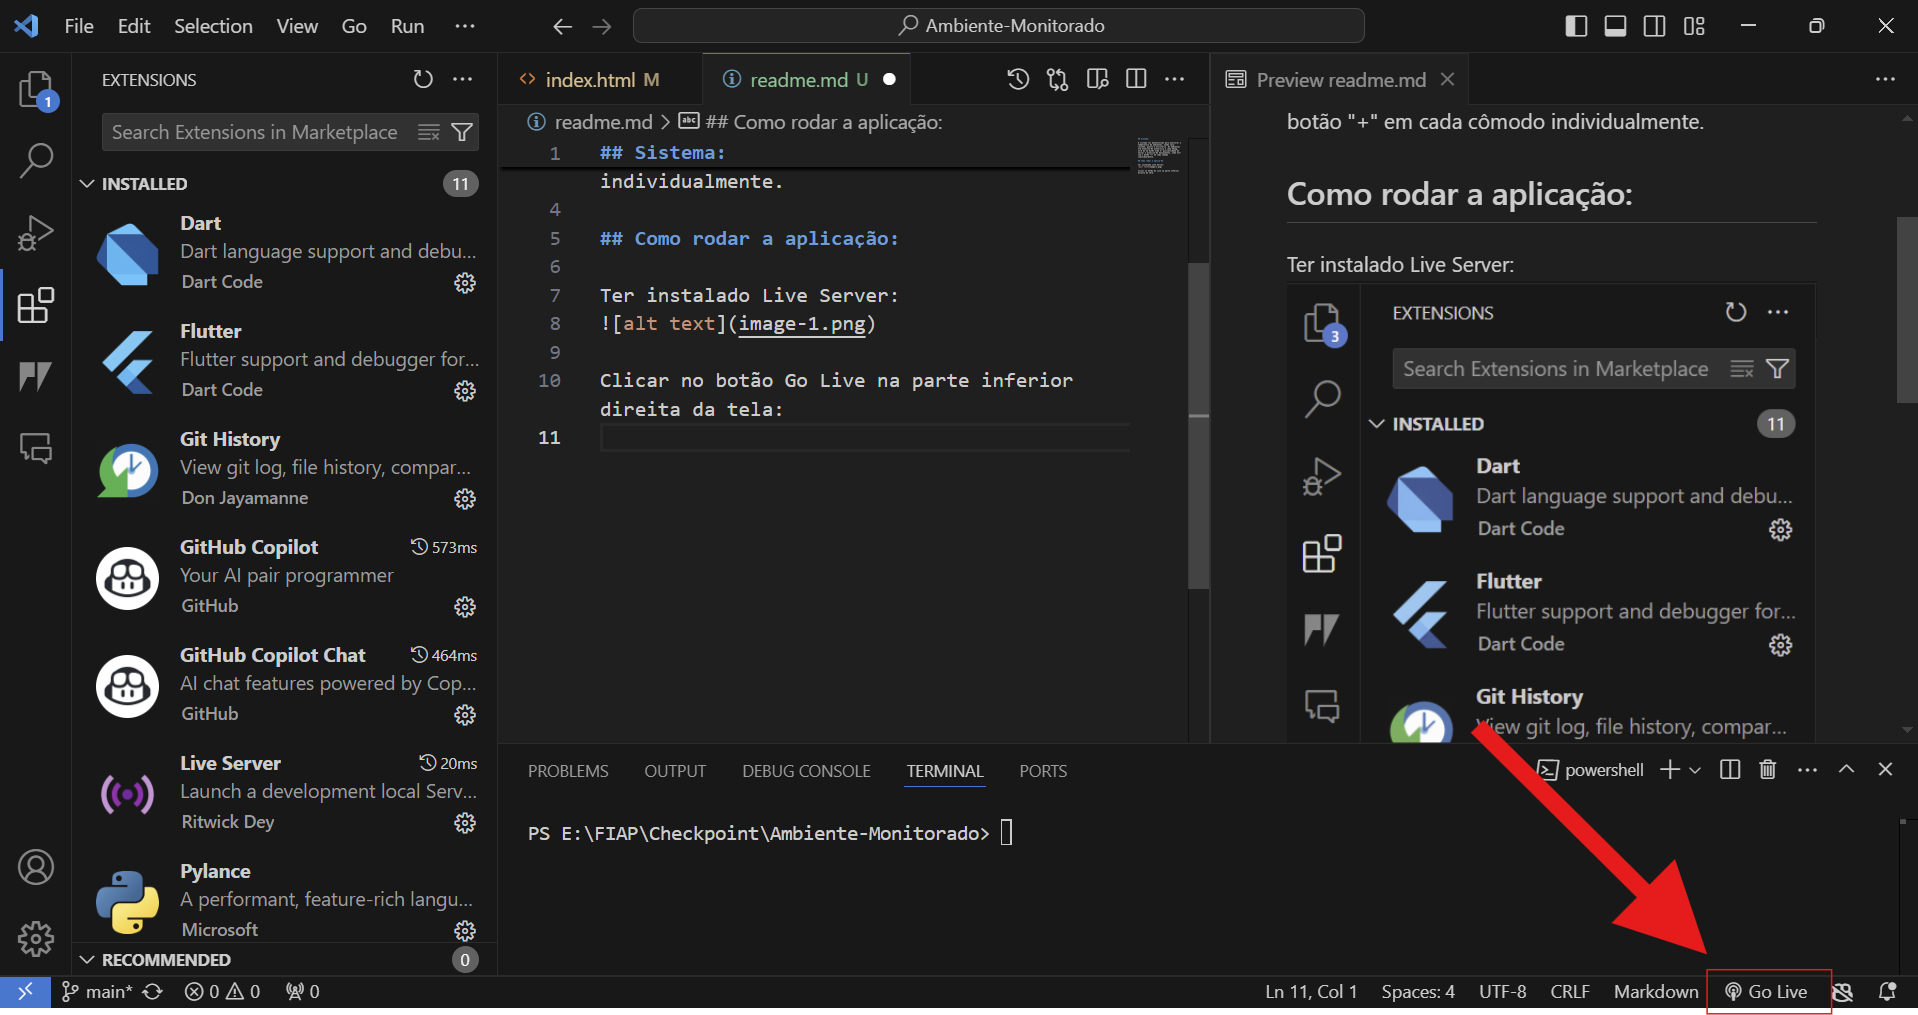 File Edit Selection View Go Run ···
Ambiente-Monitorado
EXTENSIONS
Search Extensions in Marketplace
INSTALLED 11
Dart
Dart language support and debu...
Dart Code
Flutter
Flutter support and debugger for...
Dart Code
Git History
View git log, file history, compar...
Don Jayamanne
GitHub Copilot 573ms
Your AI pair programmer
GitHub
GitHub Copilot Chat 464ms
AI chat features powered by Cop...
GitHub
Live Server 20ms
Launch a development local Serv...
Ritwick Dey
Pylance
A performant, feature-rich langu...
Microsoft
RECOMMENDED 0
1
index.html M
readme.md U
readme.md > ## Como rodar a aplicação:
1 ## Sistema:
individualmente.
4
5 ## Como rodar a aplicação:
6
7 Ter instalado Live Server:
8 ![alt text](image-1.png)
9
10 Clicar no botão Go Live na parte inferior
direita da tela:
11
Preview readme.md
botão "+" em cada cômodo individualmente.
Como rodar a aplicação:
Ter instalado Live Server:
3
EXTENSIONS
Search Extensions in Marketplace
INSTALLED 11
Dart
Dart language support and debu...
Dart Code
Flutter
Flutter support and debugger for...
Dart Code
Git History
View git log, file history, compar...
PROBLEMS OUTPUT DEBUG CONSOLE TERMINAL PORTS
powershell
PS E:\FIAP\Checkpoint\Ambiente-Monitorado>
main* 0 0 0
Ln 11, Col 1 Spaces: 4 UTF-8 CRLF Markdown Go Live